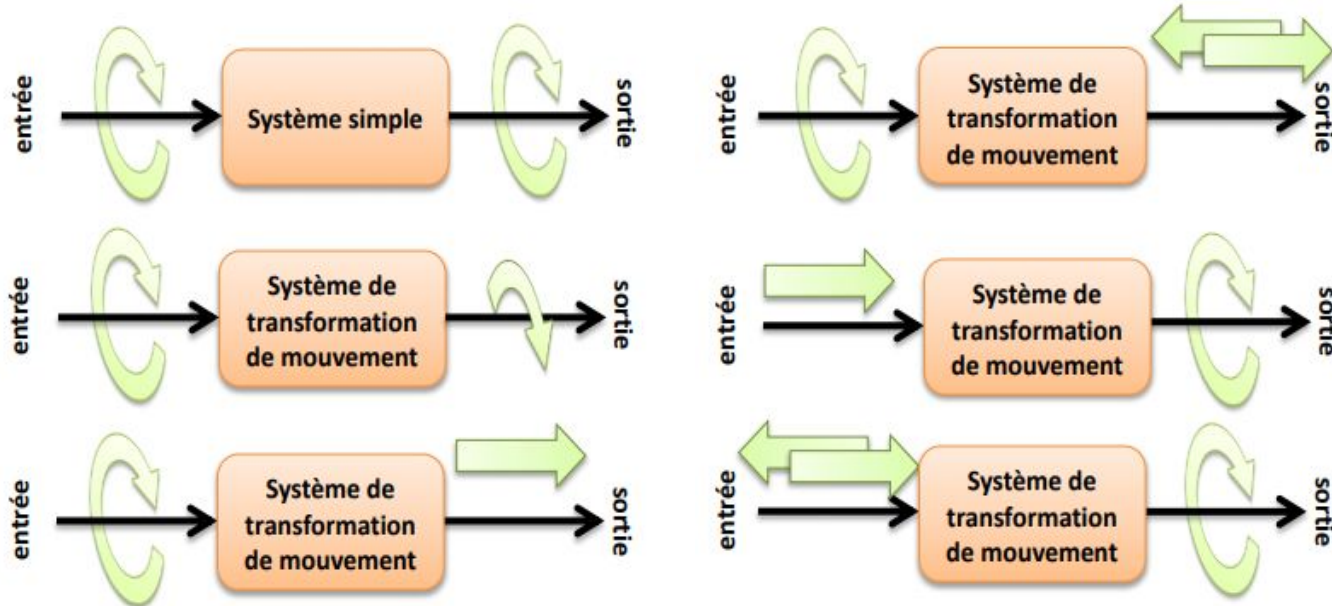 entrée
Système simple
sortie
entrée
Système de
transformation
de mouvement
sortie
entrée
Système de
transformation
de mouvement
sortie
entrée
Système de
transformation
de mouvement
sortie
entrée
Système de
transformation
de mouvement
sortie
entrée
Système de
transformation
de mouvement
sortie